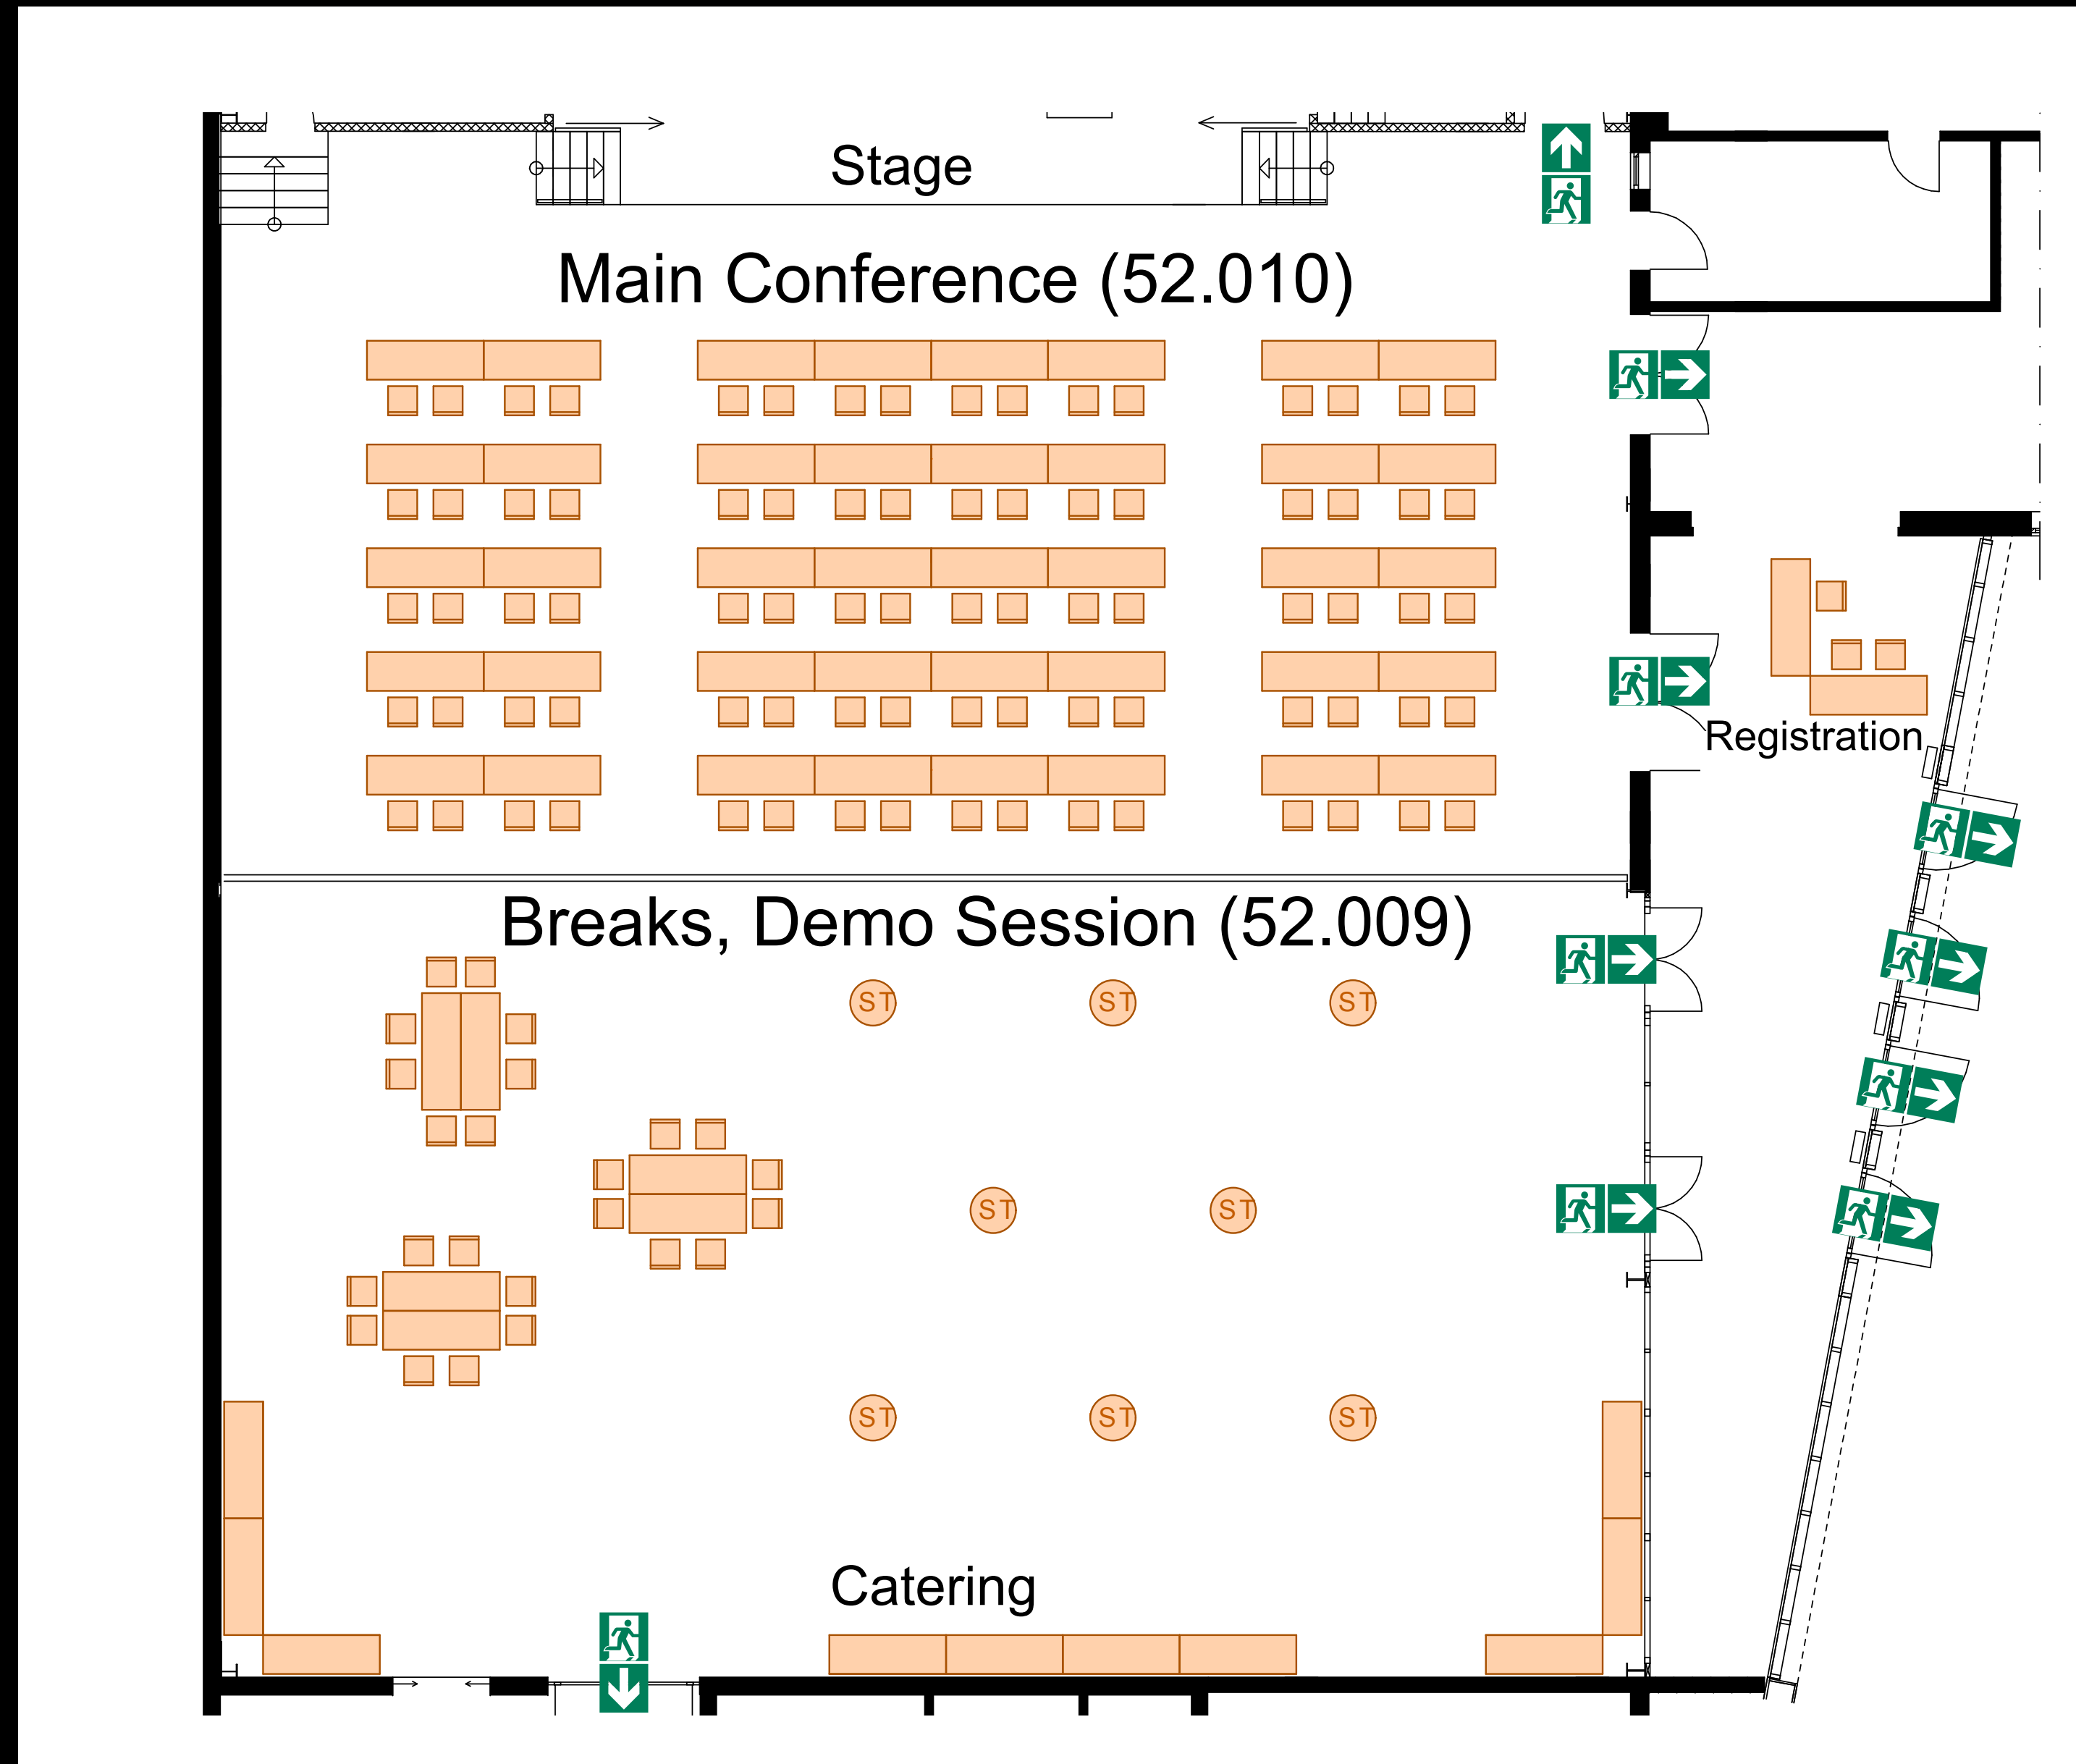 Stage
Main Conference (52.010)
Registration
Breaks, Demo Session (52.009)
ST ST ST
ST ST
ST ST ST
Catering